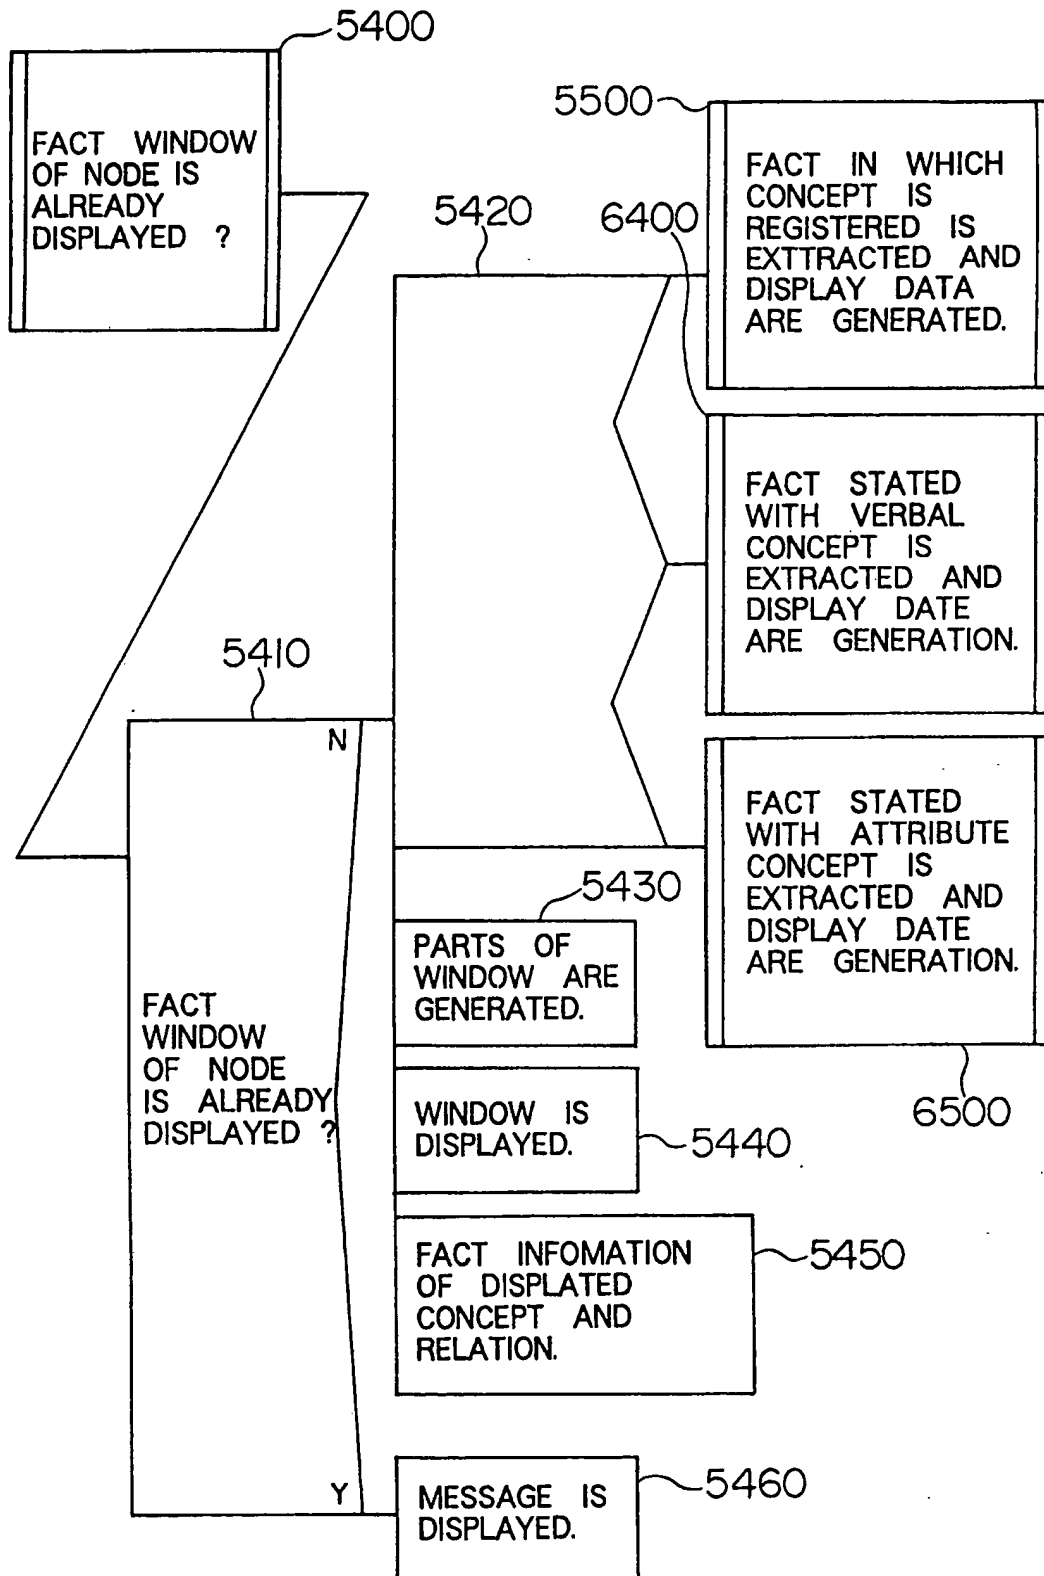 5400
FACT WINDOW
OF NODE IS
ALREADY
DISPLAYED ?
5500
FACT IN WHICH
CONCEPT IS
REGISTERED IS
EXTTRACTED AND
DISPLAY DATA
ARE GENERATED.
5420
6400
FACT STATED
WITH VERBAL
CONCEPT IS
EXTRACTED AND
DISPLAY DATE
ARE GENERATION.
5410
N
FACT
WINDOW
OF NODE
IS ALREADY
DISPLAYED ?
Y
FACT STATED
WITH ATTRIBUTE
CONCEPT IS
EXTRACTED AND
DISPLAY DATE
ARE GENERATION.
6500
5430
PARTS OF
WINDOW ARE
GENERATED.
WINDOW IS
DISPLAYED.
5440
FACT INFOMATION
OF DISPLATED
CONCEPT AND
RELATION.
5450
MESSAGE IS
DISPLAYED.
5460